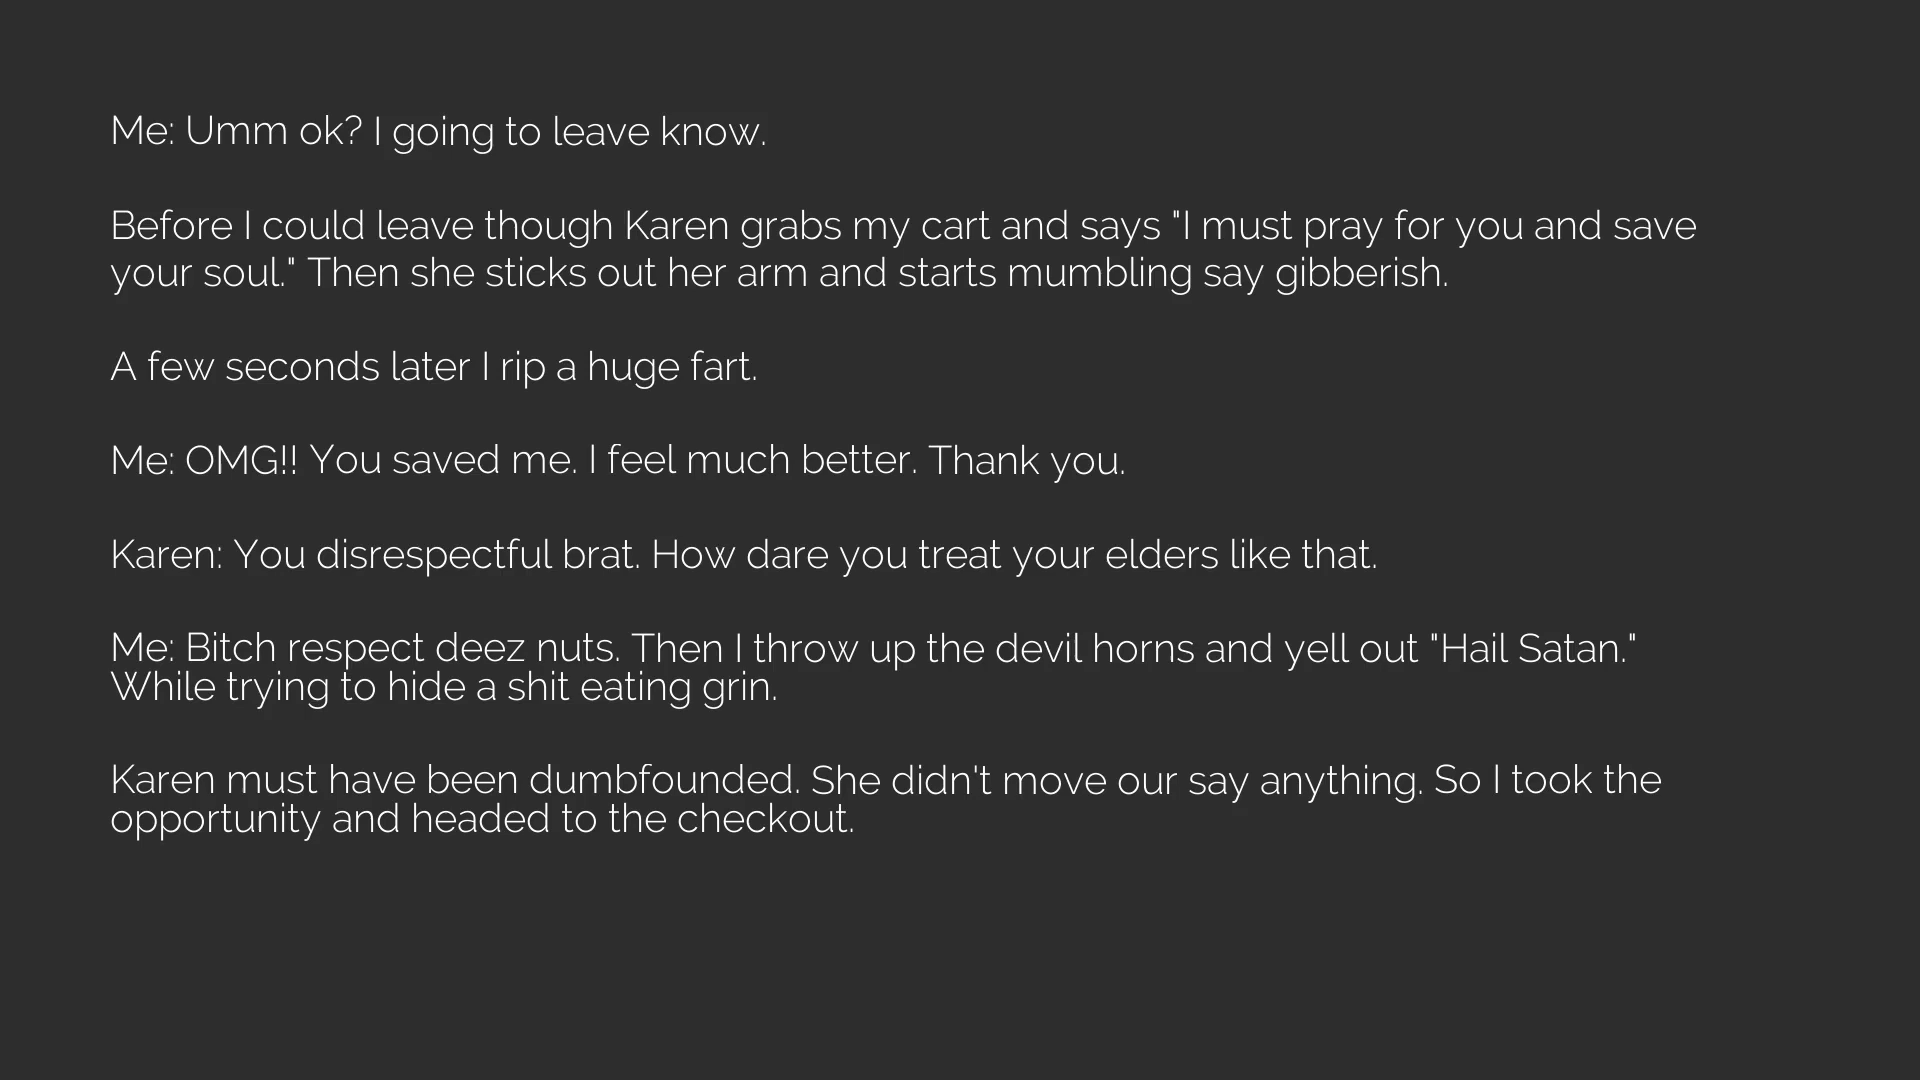 Me: Umm ok? I going to leave know.
Before I could leave though Karen grabs my cart and says "I must pray for you and save
your soul." Then she sticks out her arm and starts mumbling say gibberish.
A few seconds later I rip a huge fart.
Me: OMG!! You saved me. I feel much better. Thank you.
Karen: You disrespectful brat. How dare you treat your elders like that.
Me: Bitch respect deez nuts. Then I throw up the devil horns and yell out "Hail Satan."
While trying to hide a shit eating grin.
Karen must have been dumbfounded. She didn't move our say anything. So I took the
opportunity and headed to the checkout.